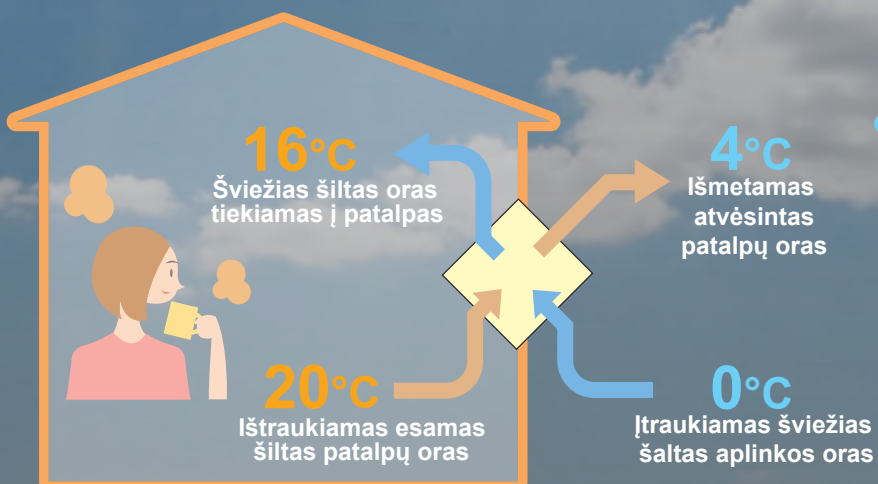 16°C
Šviežias šiltas oras
tiekiamas į patalpas
4°C
Išmetamas
atvėsintas
patalpų oras
20°C
Ištraukiamas esamas
šiltas patalpų oras
0°C
Įtraukiamas šviežias
šaltas aplinkos oras